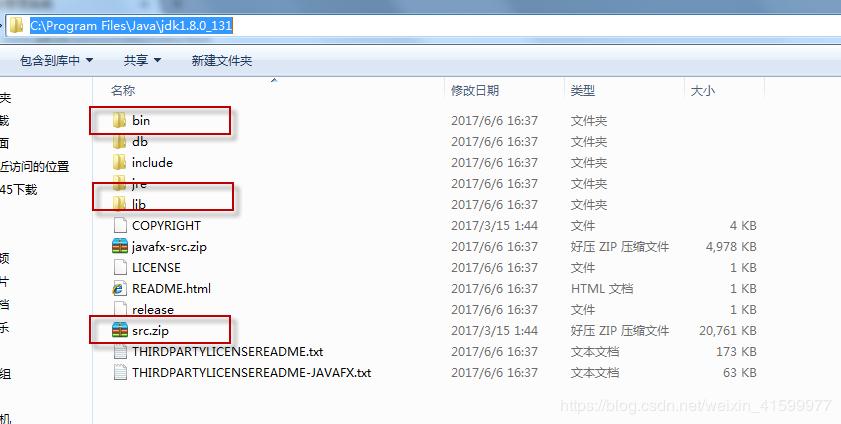 C:\Program Files\Java\jdk1.8.0_131
包含到库中 共享 新建文件夹
名称 修改日期 类型 大小
夹
bin 2017/6/6 16:37 文件夹
载
db 2017/6/6 16:37 文件夹
面
include 2017/6/6 16:37 文件夹
近访问的位置
jre 2017/6/6 16:37 文件夹
45下载
lib 2017/6/6 16:37 文件夹
COPYRIGHT 2017/3/15 1:44 文件 4 KB
javafx-src.zip 2017/6/6 16:37 好压 ZIP 压缩文件 4,978 KB
频
LICENSE 2017/6/6 16:37 文件 1 KB
片
README.html 2017/6/6 16:37 HTML 文档 1 KB
档
release 2017/6/6 16:37 文件 1 KB
乐
src.zip 2017/3/15 1:44 好压 ZIP 压缩文件 20,761 KB
THIRDPARTYLICENSEREADME.txt 2017/6/6 16:37 文本文档 173 KB
组
THIRDPARTYLICENSEREADME-JAVAFX.txt 2017/6/6 16:37 文本文档 63 KB
https://blog.csdn.net/weixin_41599977
机